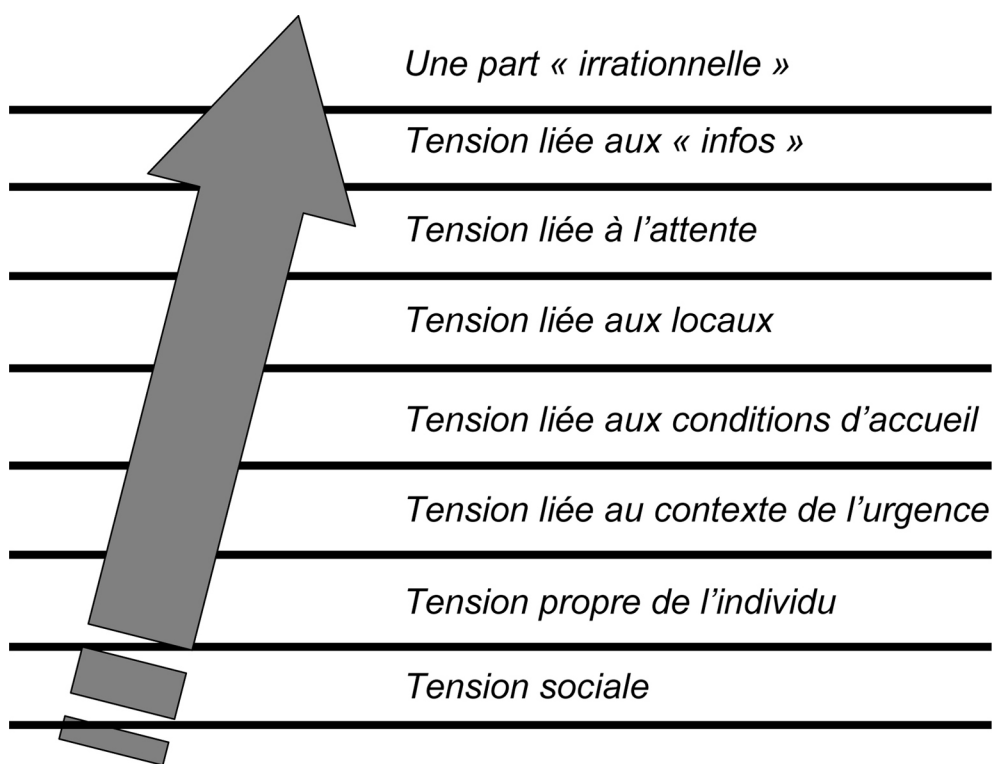 Une part « irrationnelle »
Tension liée aux « infos »
Tension liée à l’attente
Tension liée aux locaux
Tension liée aux conditions d’accueil
Tension liée au contexte de l’urgence
Tension propre de l’individu
Tension sociale